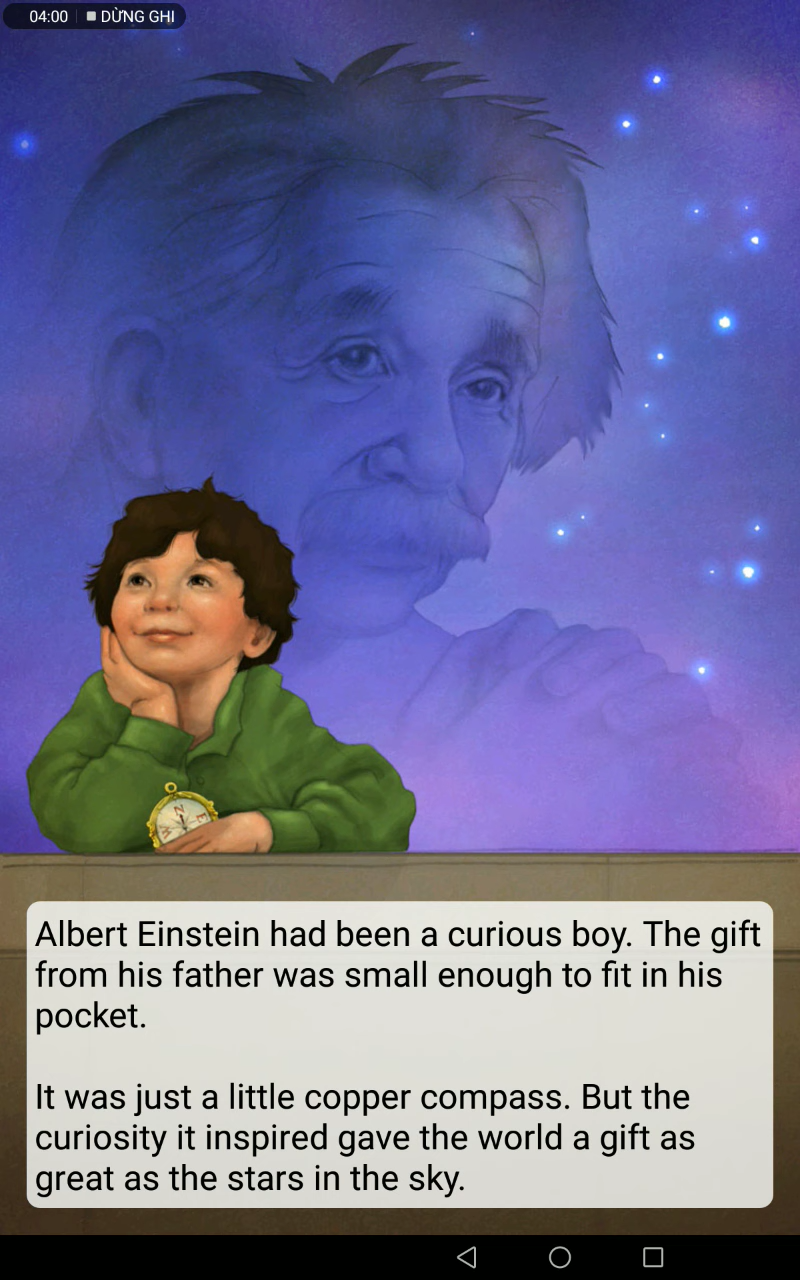 04:00 DỪNG GHI
N
E
W
Albert Einstein had been a curious boy. The gift
from his father was small enough to fit in his
pocket.
It was just a little copper compass. But the
curiosity it inspired gave the world a gift as
great as the stars in the sky.